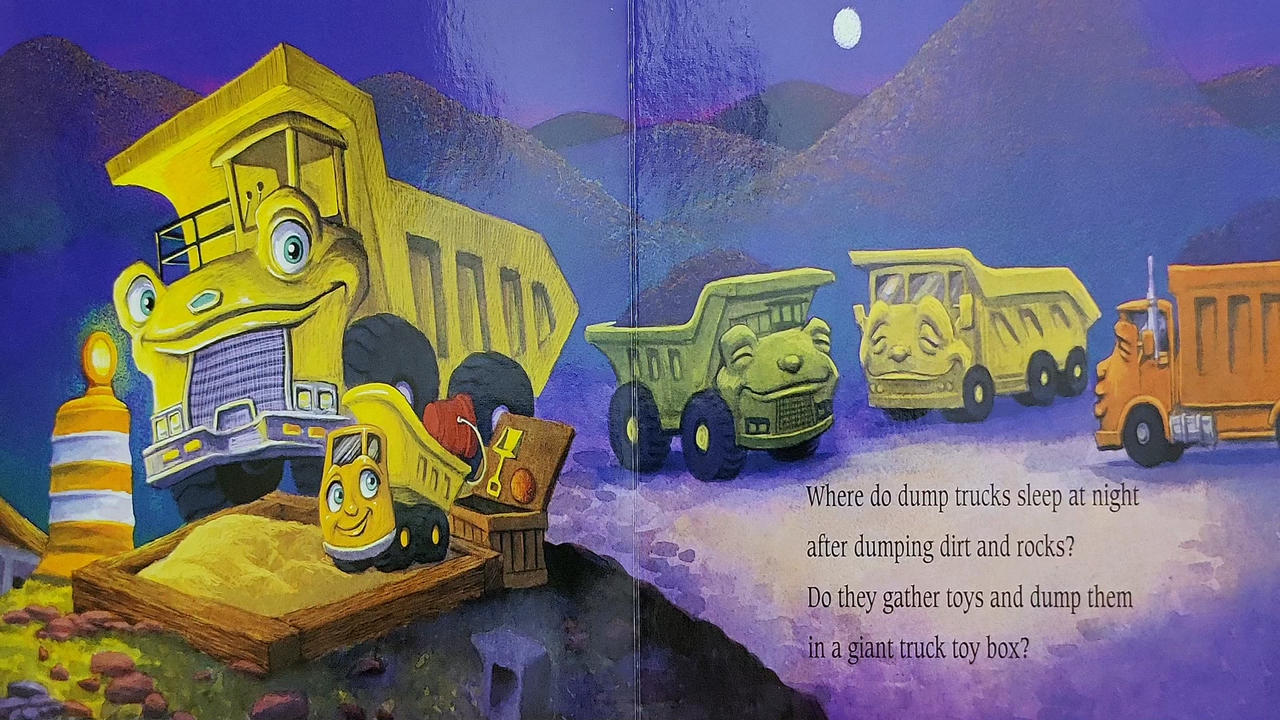 Where do dump trucks sleep at night
after dumping dirt and rocks?
Do they gather toys and dump them
in a giant truck toy box?